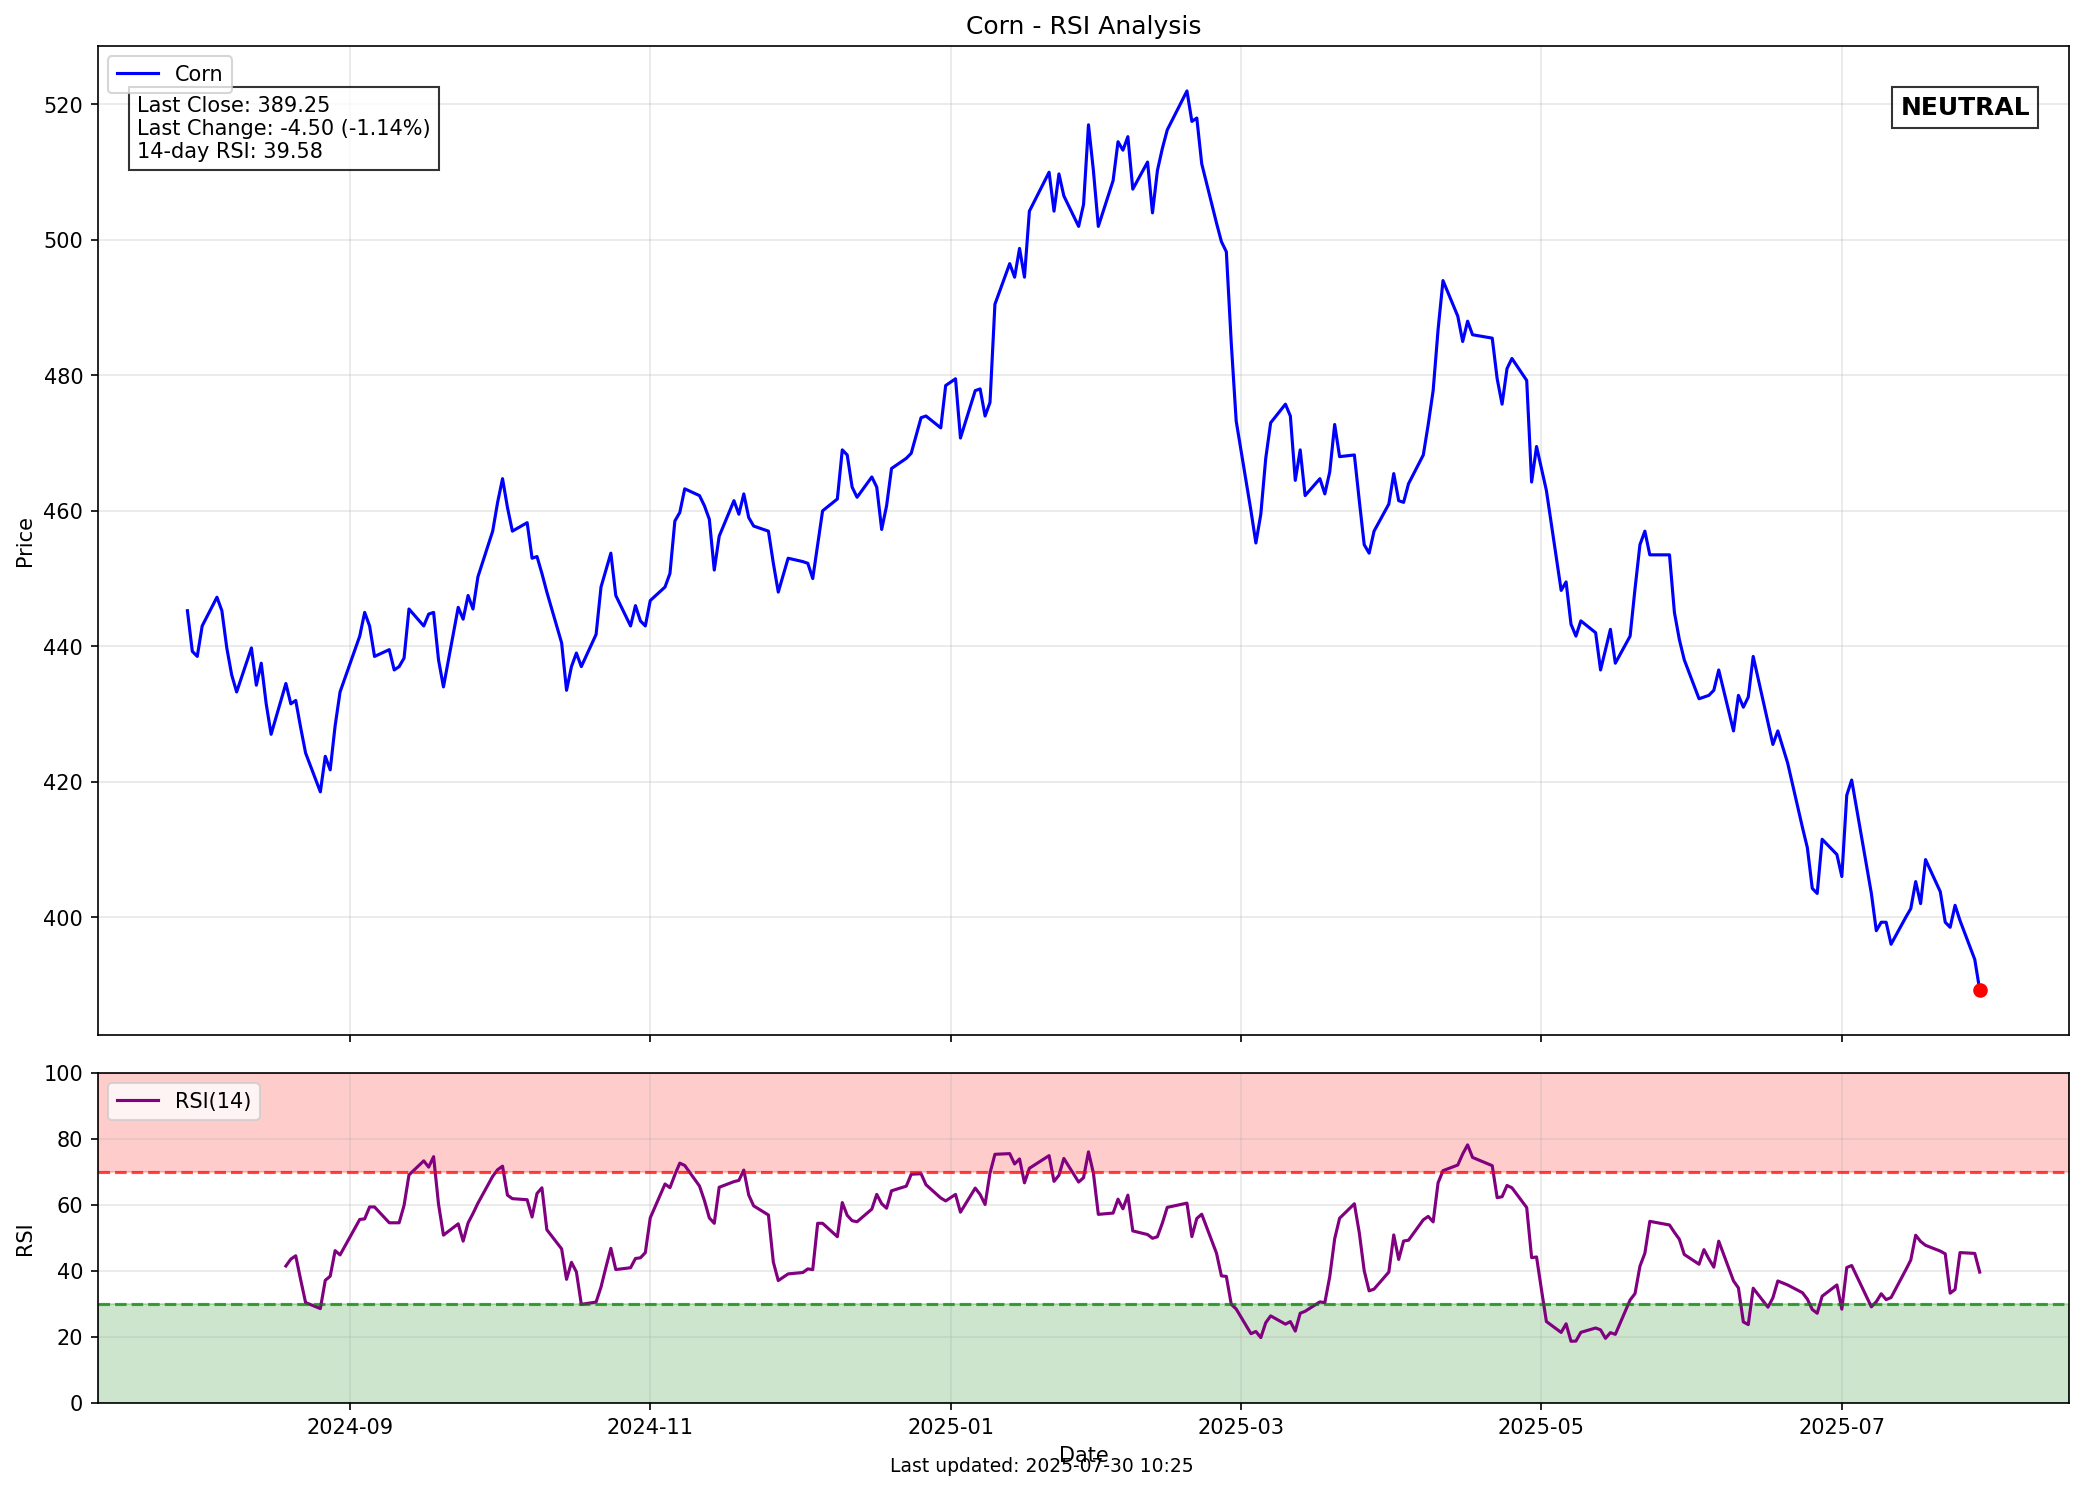 Corn - RSI Analysis
Corn
Last Close: 389.25
Last Change: -4.50 (-1.14%)
14-day RSI: 39.58
NEUTRAL
Price
520
500
480
460
440
420
400
RSI(14)
RSI
100
80
60
40
20
0
2024-09
2024-11
2025-01
2025-03
2025-05
2025-07
Date
Last updated: 2025-07-30 10:25